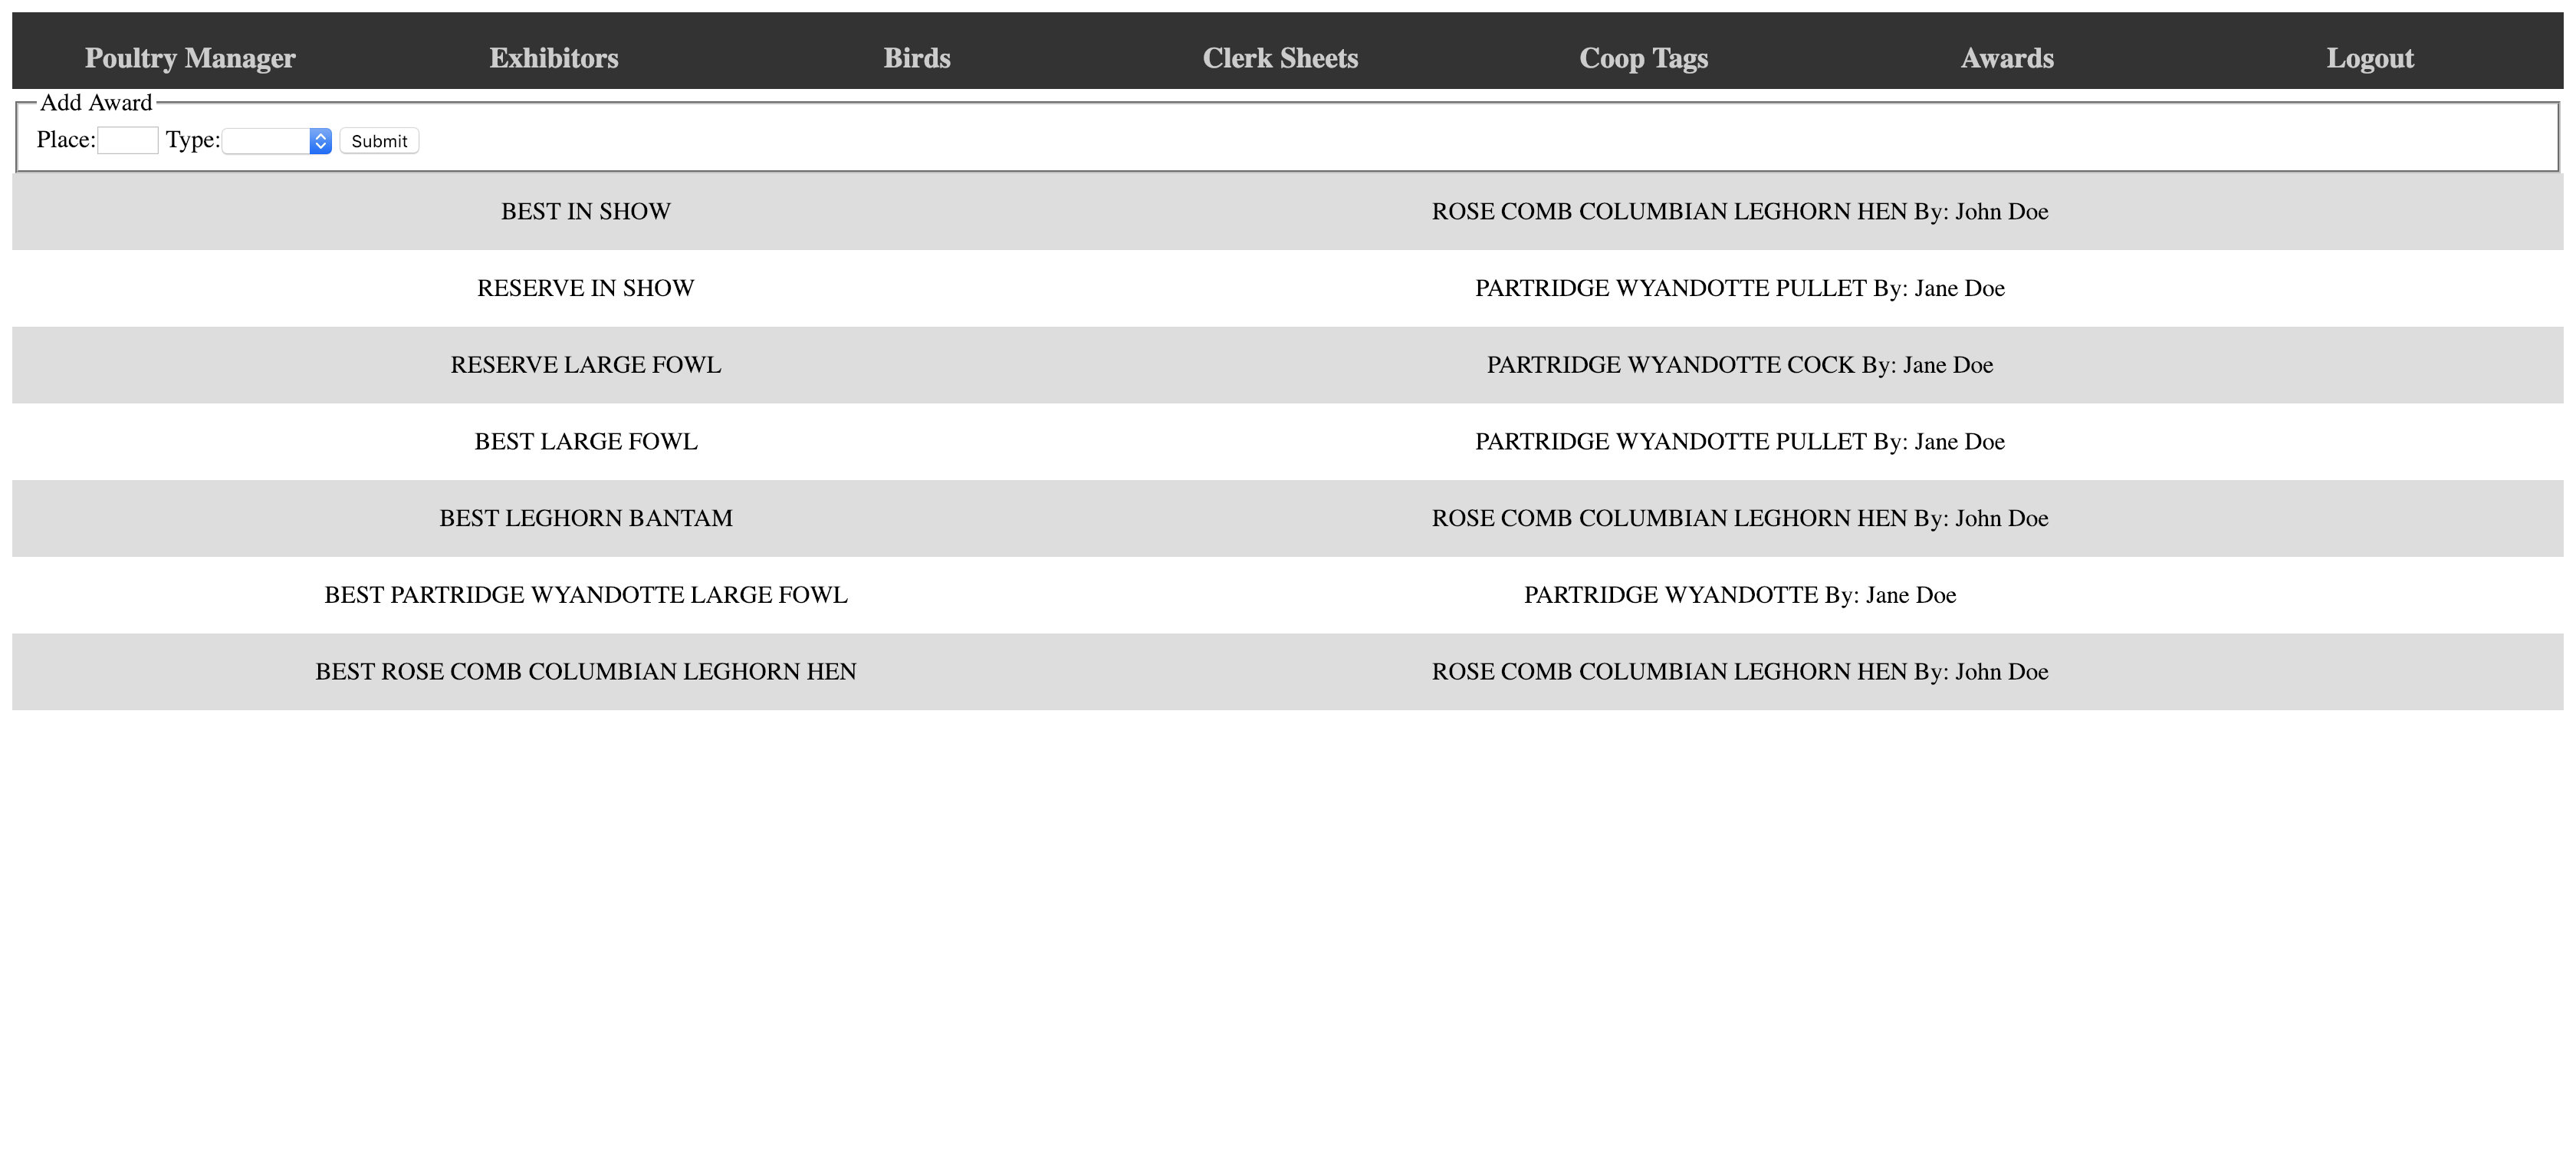 Poultry Manager Exhibitors Birds Clerk Sheets Coop Tags Awards Logout
Add Award
Place: Type: Submit
BEST IN SHOW ROSE COMB COLUMBIAN LEGHORN HEN By: John Doe
RESERVE IN SHOW PARTRIDGE WYANDOTTE PULLET By: Jane Doe
RESERVE LARGE FOWL PARTRIDGE WYANDOTTE COCK By: Jane Doe
BEST LARGE FOWL PARTRIDGE WYANDOTTE PULLET By: Jane Doe
BEST LEGHORN BANTAM ROSE COMB COLUMBIAN LEGHORN HEN By: John Doe
BEST PARTRIDGE WYANDOTTE LARGE FOWL PARTRIDGE WYANDOTTE By: Jane Doe
BEST ROSE COMB COLUMBIAN LEGHORN HEN ROSE COMB COLUMBIAN LEGHORN HEN By: John Doe